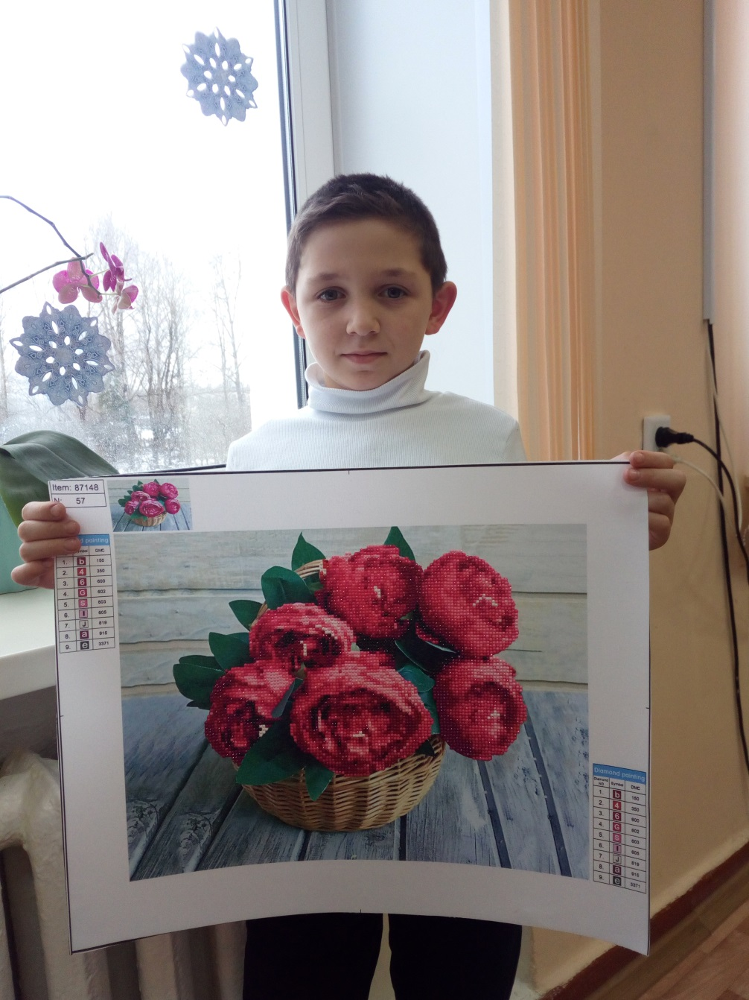 Item: 87148
N: 57
nd painting
Symbol DMC
1. b 150
2. 4 350
3. 6 600
4. G 602
5. S 603
6. I 605
7. J 819
8. a 915
9. e 3371
Diamond painting
Diamond NO Symbol DMC
1. b 150
2. 4 350
3. 6 600
4. G 602
5. S 603
6. I 605
7. J 819
8. a 915
9. e 3371